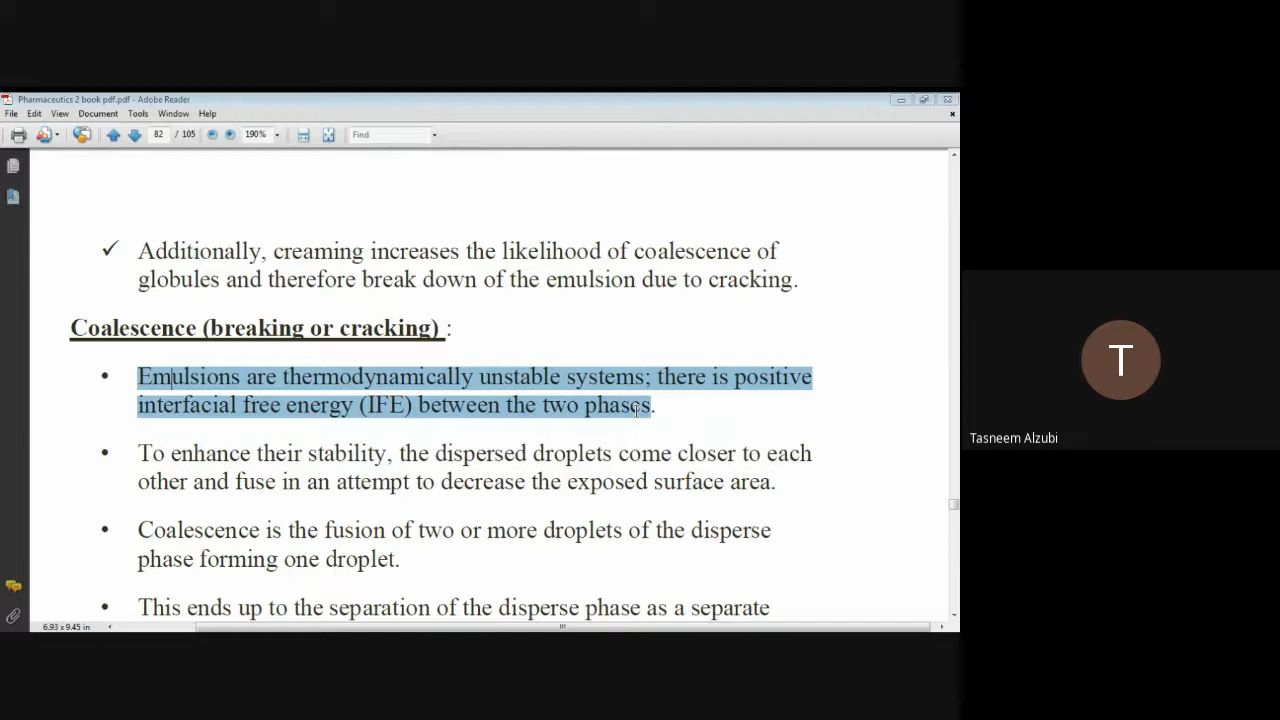 Pharmaceutics 2 book pdf.pdf - Adobe Reader
File Edit View Document Tools Window Help
82 / 105 190% Find
✓ Additionally, creaming increases the likelihood of coalescence of
globules and therefore break down of the emulsion due to cracking.
Coalescence (breaking or cracking) :
• Emulsions are thermodynamically unstable systems; there is positive
interfacial free energy (IFE) between the two phases.
• To enhance their stability, the dispersed droplets come closer to each
other and fuse in an attempt to decrease the exposed surface area.
• Coalescence is the fusion of two or more droplets of the disperse
phase forming one droplet.
• This ends up to the separation of the disperse phase as a separate
6.93 x 9.45 in
T
Tasneem Alzubi